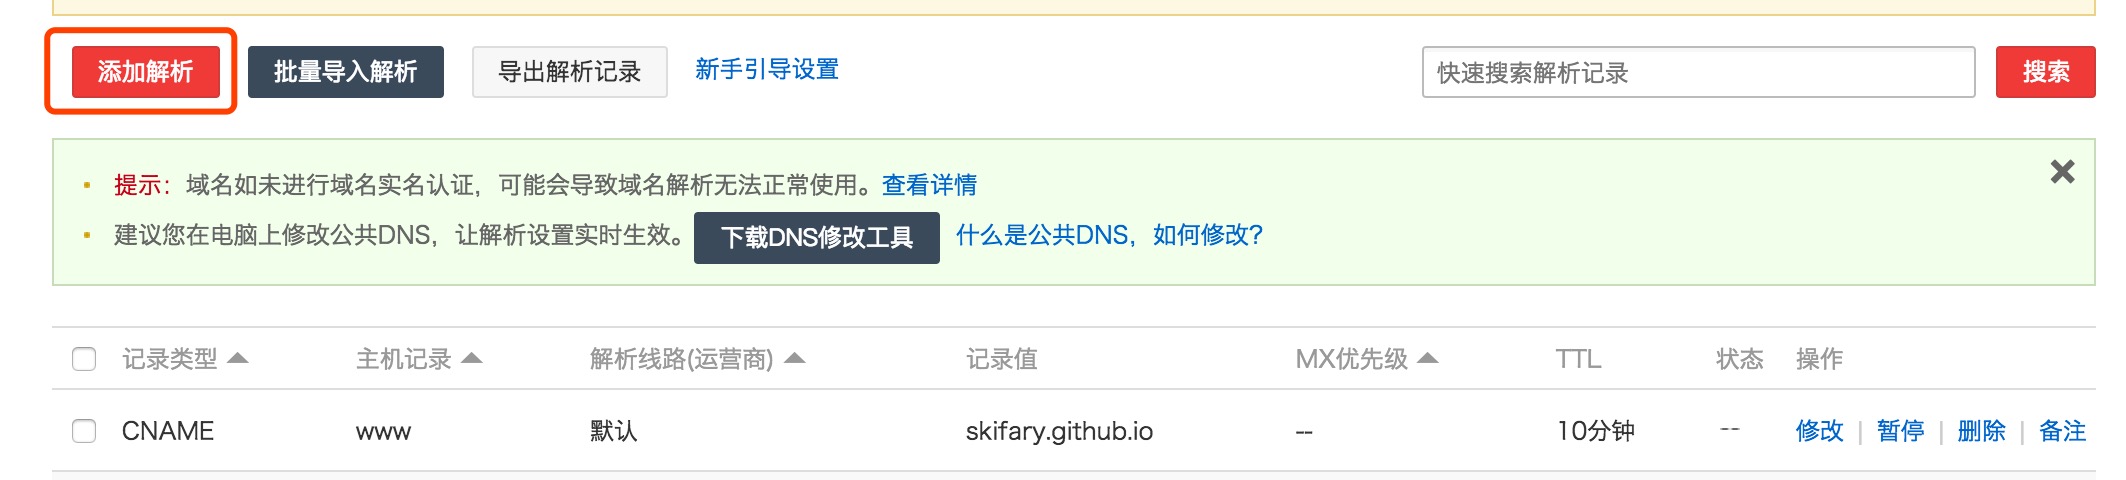 添加解析 批量导入解析 导出解析记录 新手引导设置 快速搜索解析记录 搜索
提示：域名如未进行域名实名认证，可能会导致域名解析无法正常使用。查看详情
建议您在电脑上修改公共DNS，让解析设置实时生效。 下载DNS修改工具 什么是公共DNS，如何修改?
记录类型 主机记录 解析线路(运营商) 记录值 MX优先级 TTL 状态 操作
CNAME www 默认 skifary.github.io -- 10分钟 -- 修改 | 暂停 | 删除 | 备注